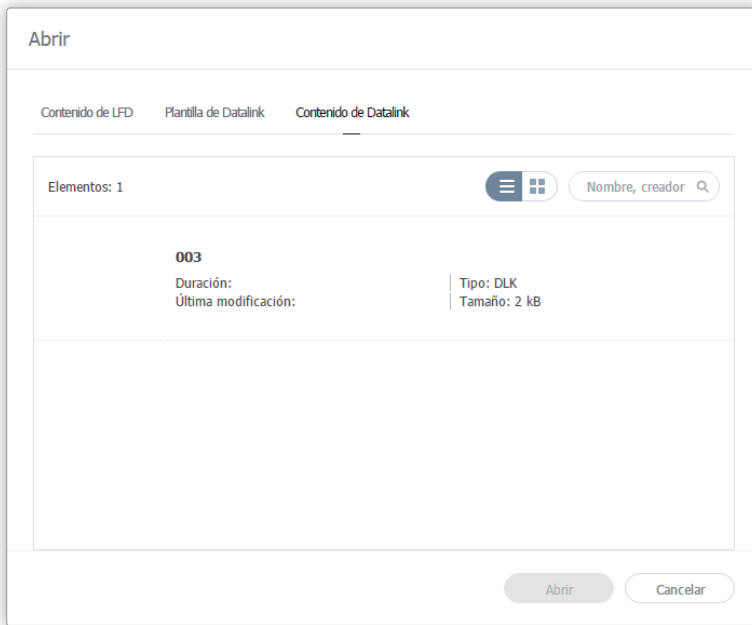 Abrir
Contenido de LFD Plantilla de Datalink Contenido de Datalink
Elementos: 1 Nombre, creador
003
Duración: Tipo: DLK
Última modificación: Tamaño: 2 kB
Abrir Cancelar